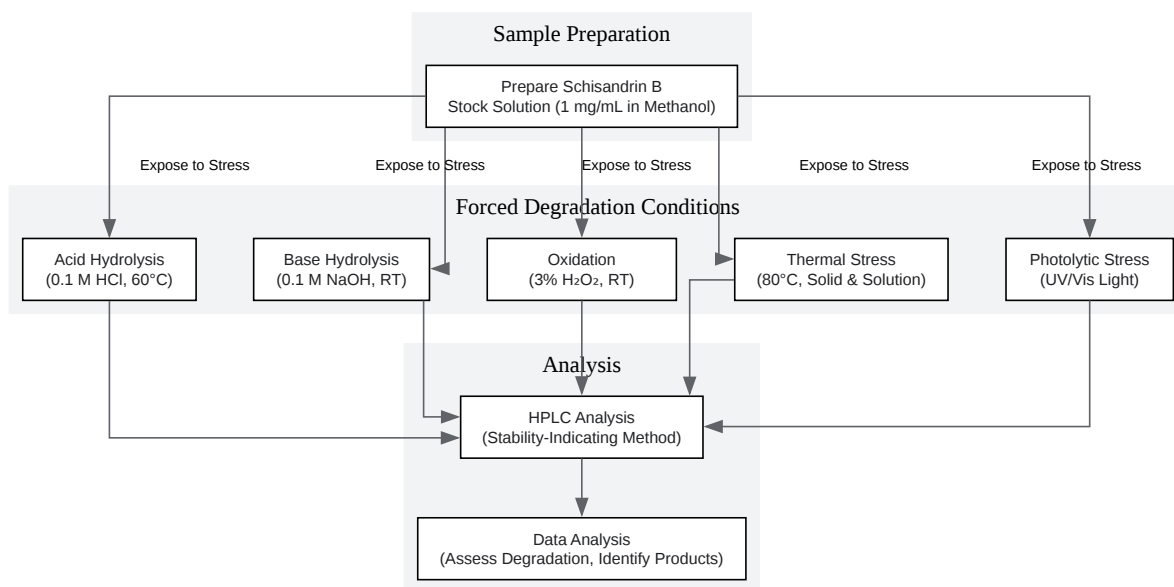 Sample Preparation
Prepare Schisandrin B
Stock Solution (1 mg/mL in Methanol)
Expose to Stress
Expose to Stress
Expose to Stress
Expose to Stress
Expose to Stress
Forced Degradation Conditions
Acid Hydrolysis
(0.1 M HCl, 60°C)
Base Hydrolysis
(0.1 M NaOH, RT)
Oxidation
(3% H₂O₂, RT)
Thermal Stress
(80°C, Solid & Solution)
Photolytic Stress
(UV/Vis Light)
Analysis
HPLC Analysis
(Stability-Indicating Method)
Data Analysis
(Assess Degradation, Identify Products)